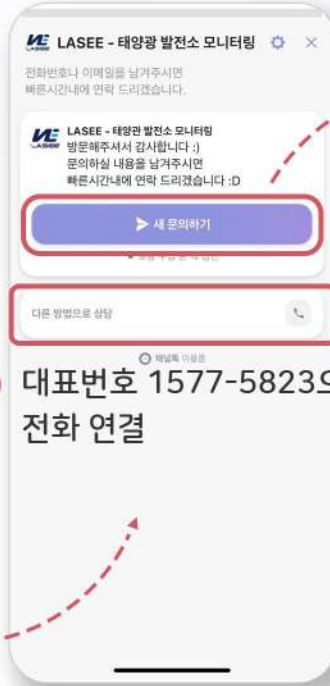 LASEE - 태양광 발전소 모니터링
전화번호나 이메일을 남겨주시면
빠른시간내에 연락 드리겠습니다.
LASEE - 태양관 발전소 모니터링
방문해주셔서 감사합니다 :)
문의하실 내용을 남겨주시면
빠른시간내에 연락 드리겠습니다 :D
새 문의하기
다른 방법으로 상담
채널톡 이용중
대표번호 1577-5823으
전화 연결